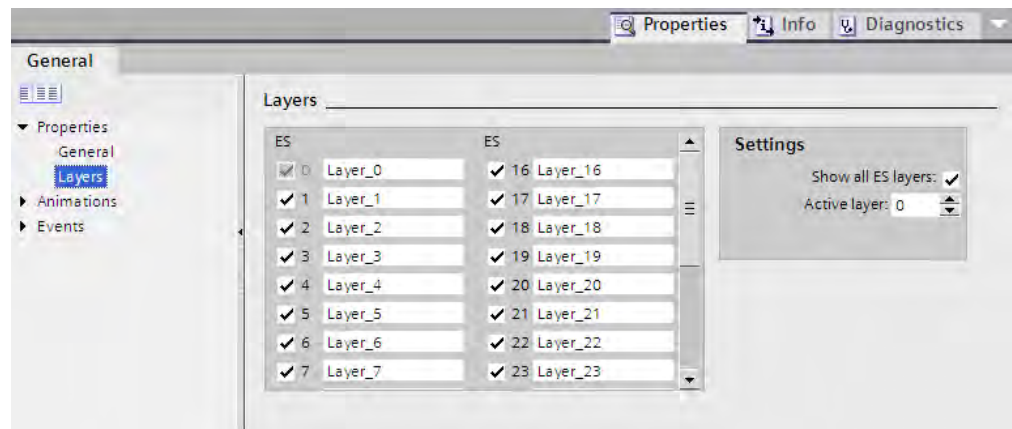 Properties Info Diagnostics
General
Layers
Properties
General
Layers
Animations
Events
ES ES
0 Layer_0 16 Layer_16
1 Layer_1 17 Layer_17
2 Layer_2 18 Layer_18
3 Layer_3 19 Layer_19
4 Layer_4 20 Layer_20
5 Layer_5 21 Layer_21
6 Layer_6 22 Layer_22
7 Layer_7 23 Layer_23
Settings
Show all ES layers:
Active layer: 0